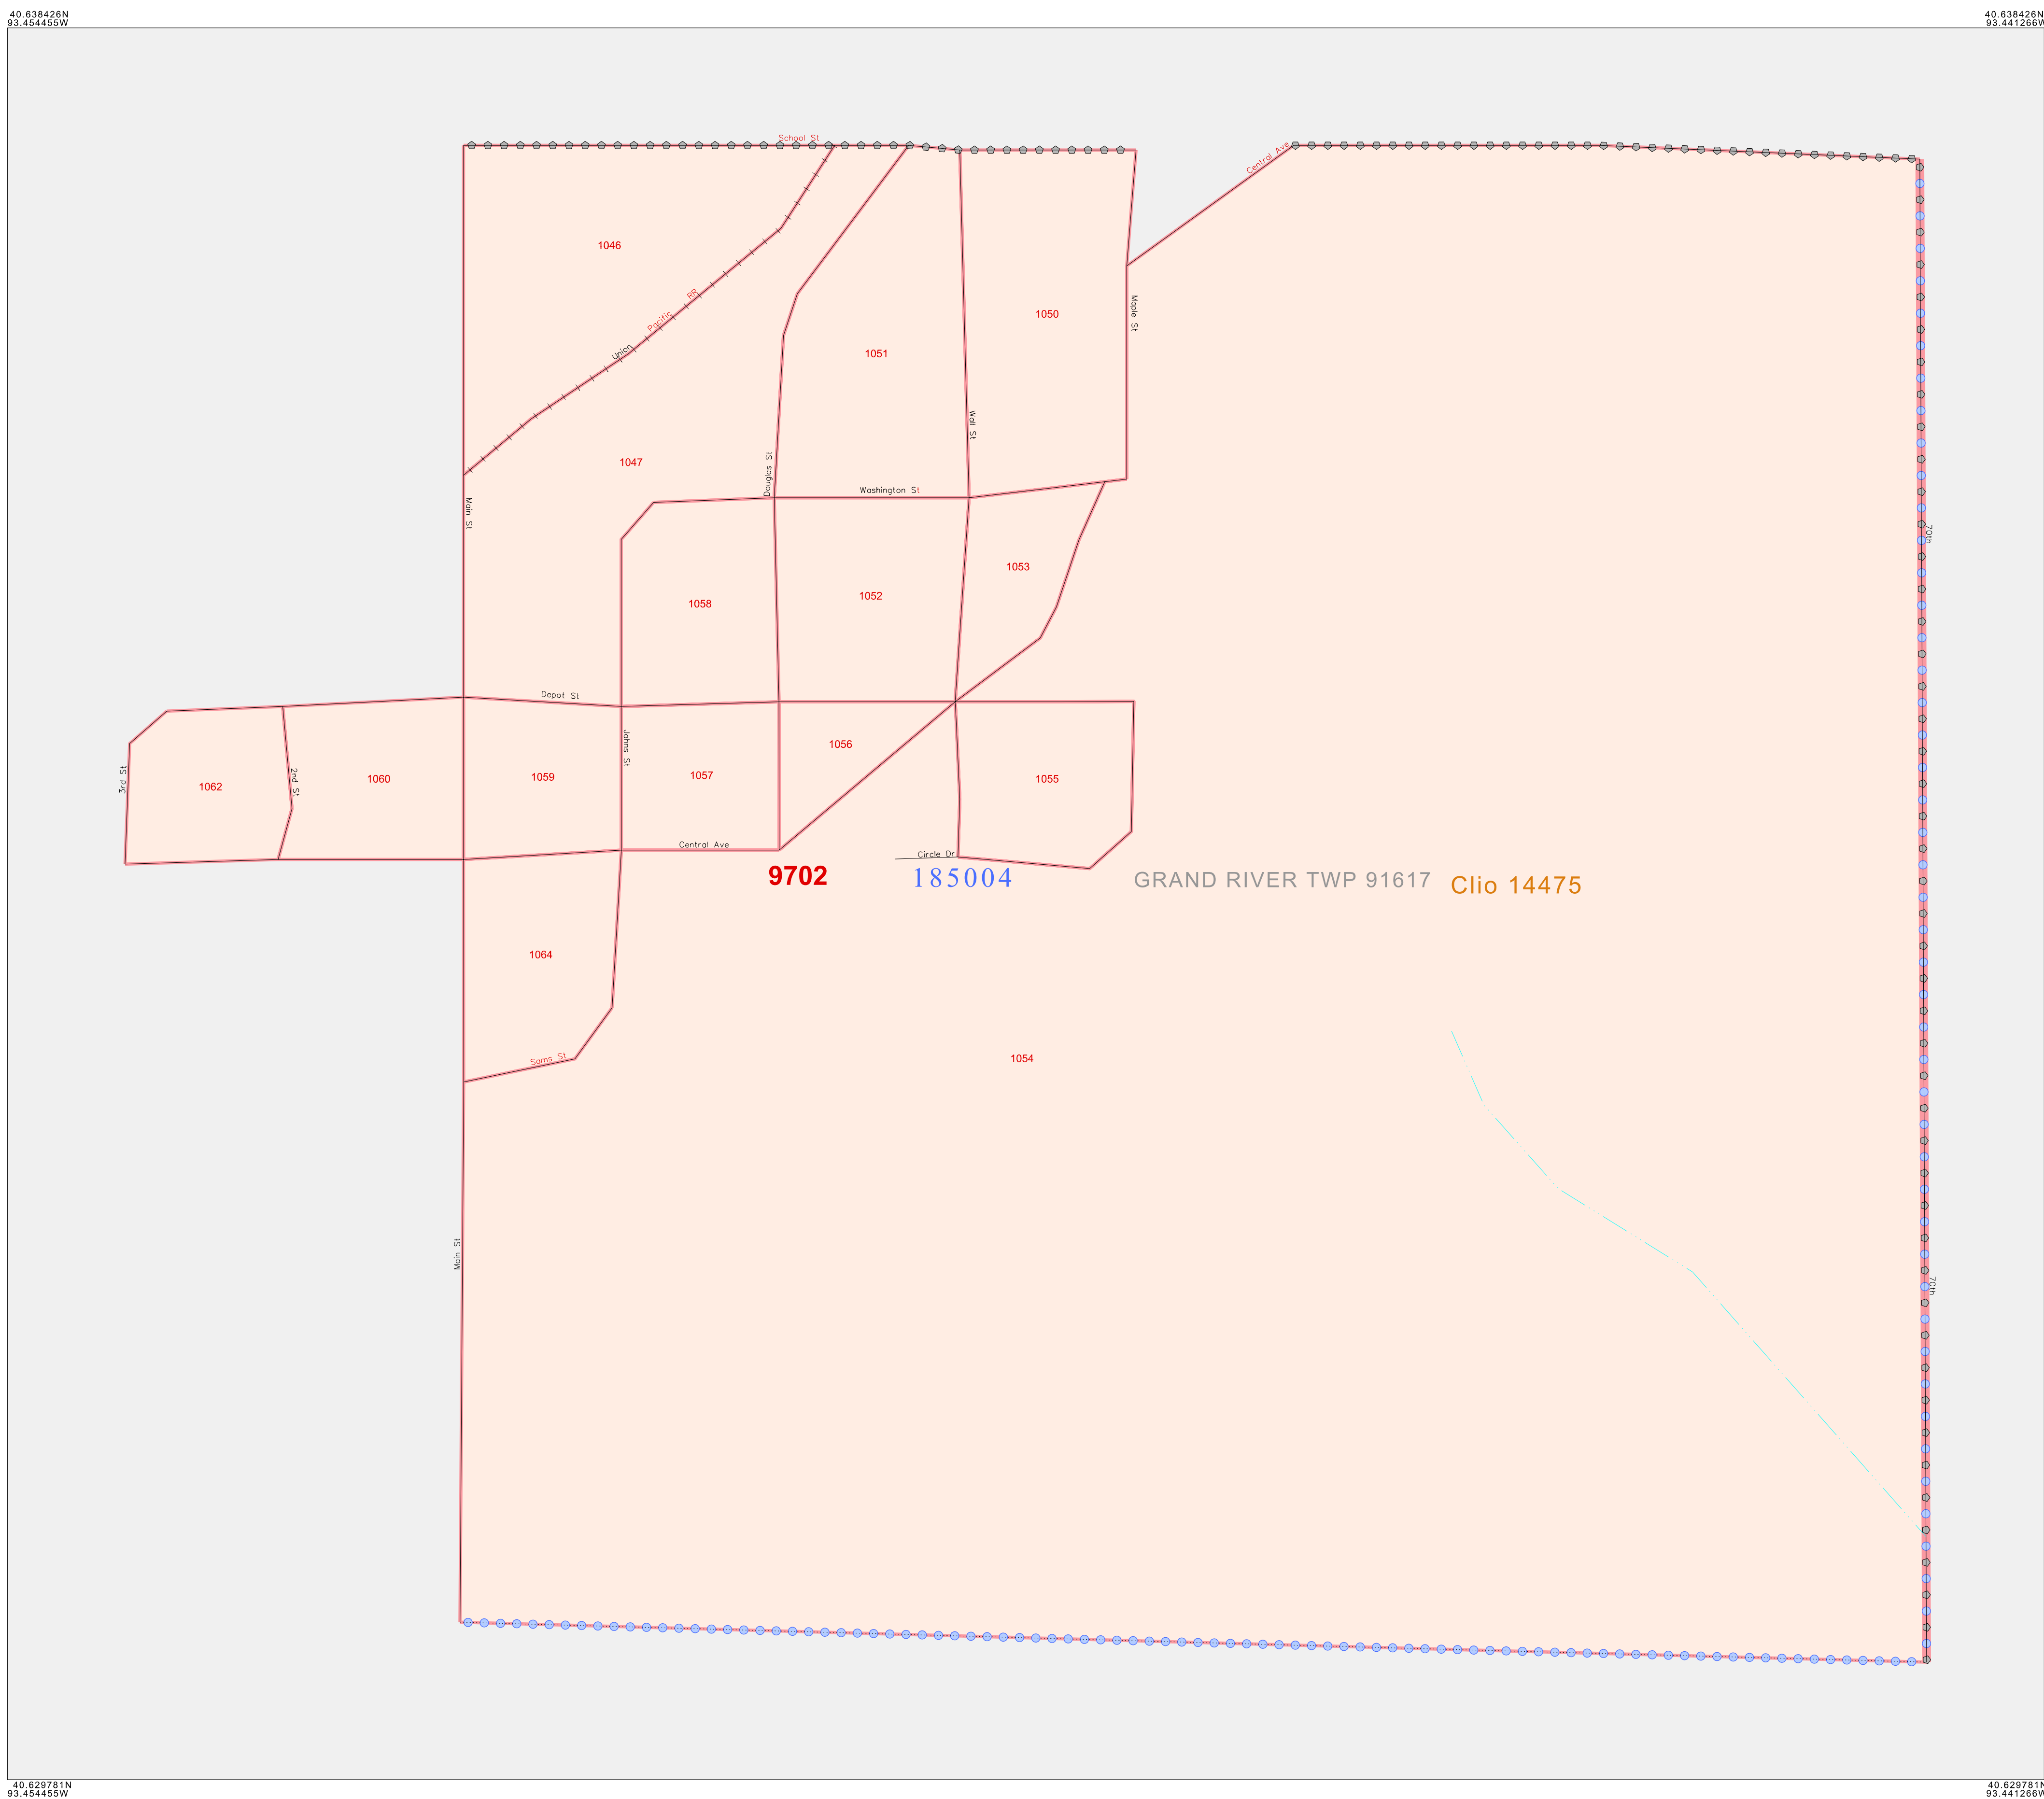 40.638426N
93.454455W
40.638426N
93.441266W
School St
Central Ave
1046
Maple St
1050
Pacific RR
Union
1051
Wall St
Douglas St
1047
Washington St
Main St
70th
1053
1052
1058
Depot St
Johns St
1056
3rd St
2nd St
1062
1060
1059
1057
1055
Central Ave
Circle Dr
9702
185004
GRAND RIVER TWP 91617
Clio 14475
1064
Sams St
1054
Main St
70th
40.629781N
93.454455W
40.629781N
93.441266W